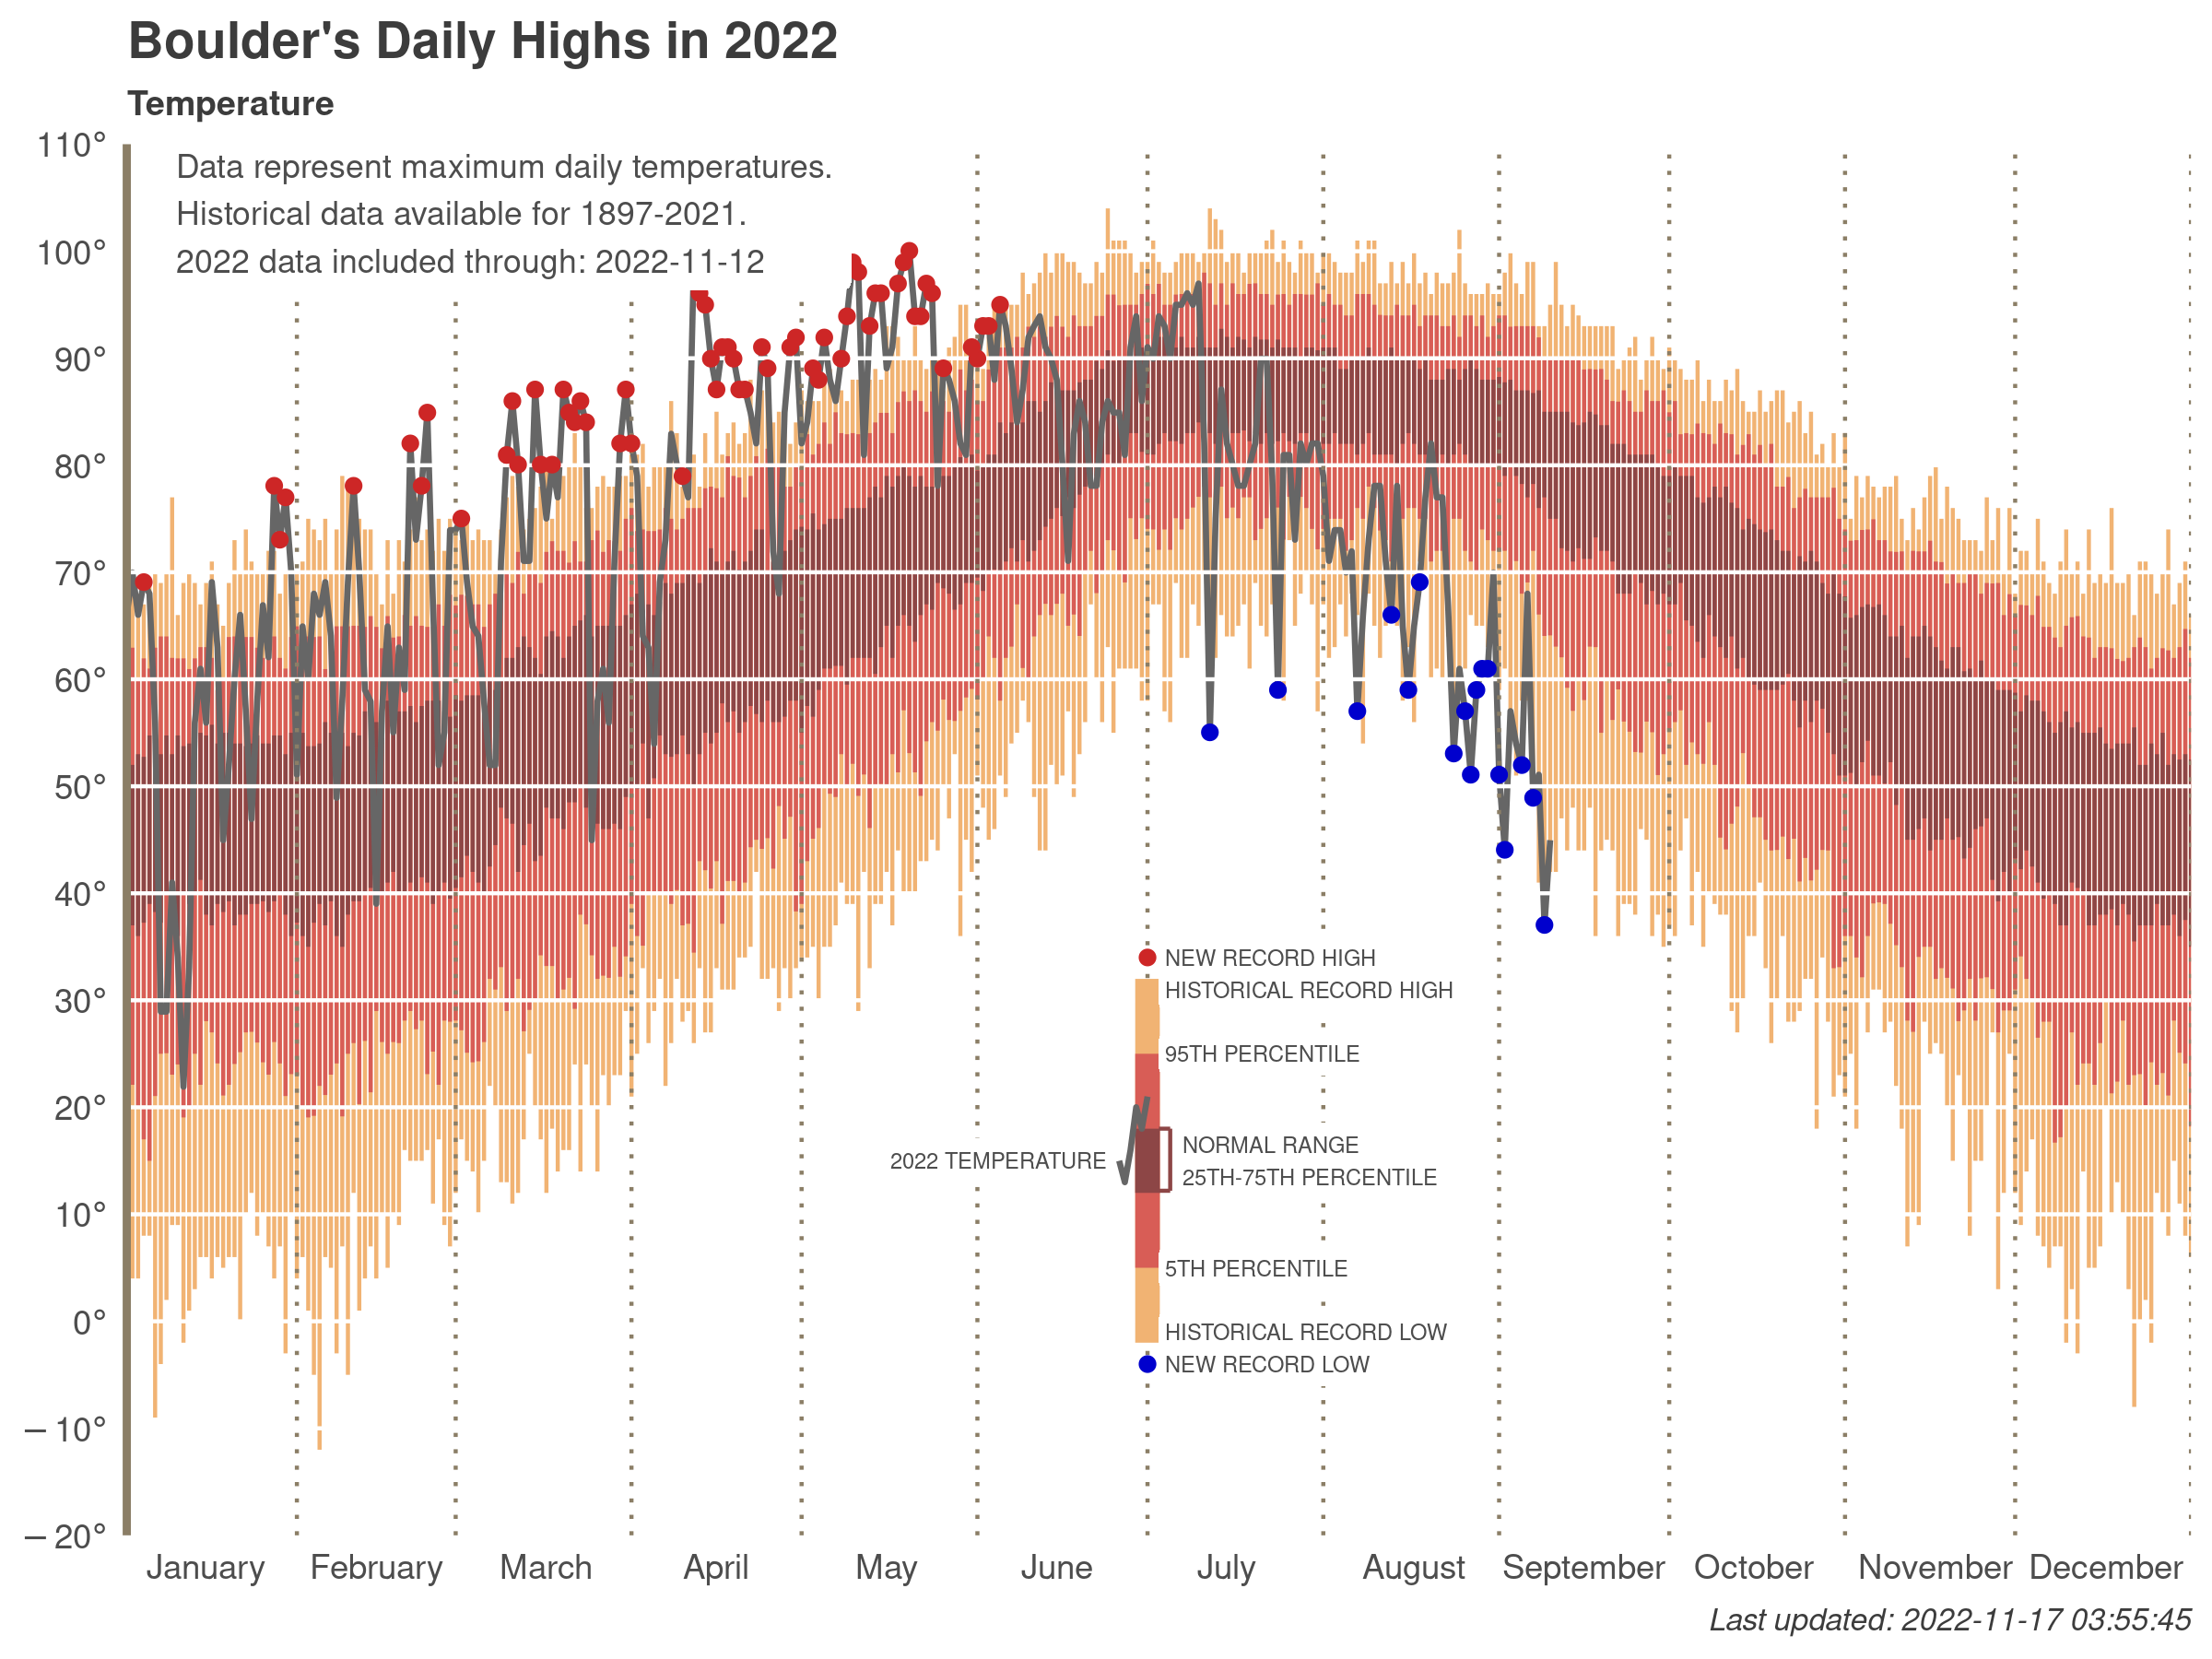 Boulder's Daily Highs in 2022
Temperature
110°
100°
90°
80°
70°
60°
50°
40°
30°
20°
10°
0°
−10°
−20°
Data represent maximum daily temperatures.
Historical data available for 1897-2021.
2022 data included through: 2022-11-12
NEW RECORD HIGH
HISTORICAL RECORD HIGH
95TH PERCENTILE
2022 TEMPERATURE
NORMAL RANGE
25TH-75TH PERCENTILE
5TH PERCENTILE
HISTORICAL RECORD LOW
NEW RECORD LOW
January February March April May June July August September October November December
Last updated: 2022-11-17 03:55:45